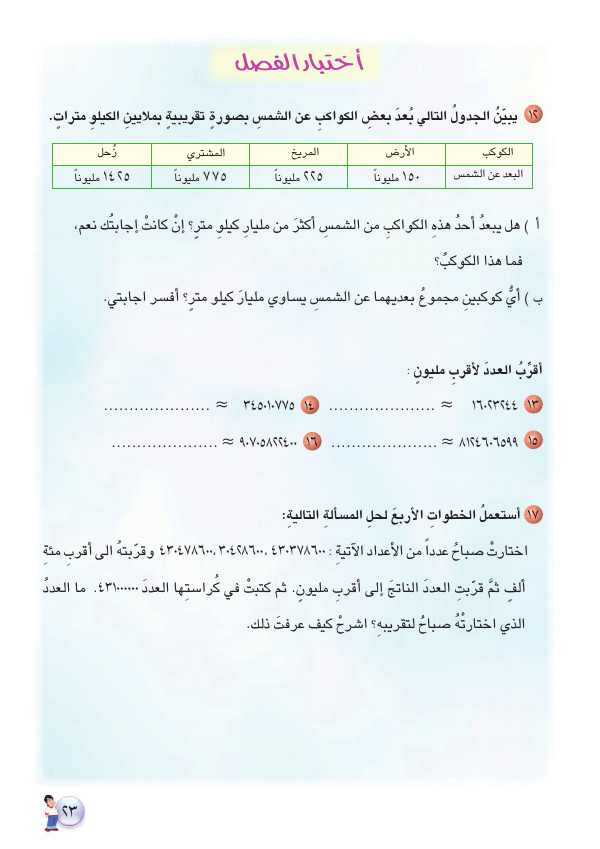 أختبار الفصل
١٢ يبيّنُ الجدولُ التالي بُعدَ بعضِ الكواكبِ عن الشمسِ بصورةٍ تقريبيةٍ بملايينِ الكيلو متراتٍ.
الكوكب الأرض المريخ المشتري زُحل
البعد عن الشمس ١٥٠ مليوناً ٢٢٥ مليوناً ٧٧٥ مليوناً ١٤٢٥ مليوناً
أ ) هل يبعدُ أحدُ هذهِ الكواكبِ من الشمسِ أكثرَ من مليارِ كيلو مترٍ؟ إنْ كانتْ إجابتُك نعم،
فما هذا الكوكبُ؟
ب ) أيُّ كوكبينِ مجموعُ بعديهما عن الشمسِ يساوي مليارَ كيلو مترٍ؟ أفسر اجابتي.
أقرّبُ العددَ لأقربِ مليونٍ :
١٣ ١٦٠٢٣٢٤٤ ≈ ..................... ١٤ ٣٤٥٠١٠٧٧٥ ≈ .....................
١٥ ٨١٢٤٦٠٦٥٩٩ ≈ ..................... ١٦ ٩٠٧٠٥٨٢٢٤٠٠ ≈ .....................
١٧ أستعملُ الخطواتِ الأربعَ لحلِ المسألةِ التاليةِ:
اختارتْ صباحُ عدداً من الأعداد الآتيةِ : ٤٣٠٣٧٨٦٠٠ ،٣٠٤٢٨٦٠٠ ،٤٣٠٤٧٨٦٠٠ وقرّبتهُ الى أقربِ مئةِ
ألفٍ ثمَّ قرّبتِ العددَ الناتجَ إلى أقربِ مليونٍ. ثم كتبتْ في كُراستِها العددَ ٤٣١٠٠٠٠٠٠. ما العددُ
الذي اختارتْهُ صباحُ لتقريبهِ؟ اشرحْ كيف عرفتَ ذلك.
٢٣